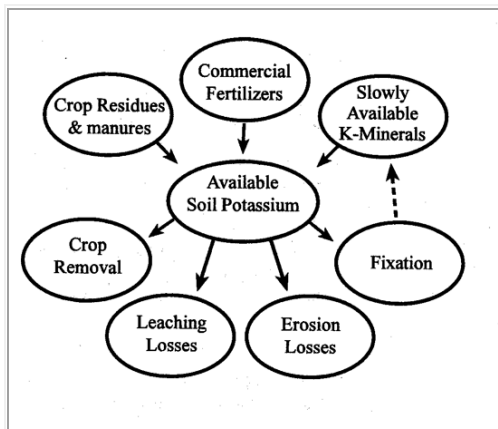 Commercial
Fertilizers
Crop Residues
& manures
Slowly
Available
K-Minerals
Available
Soil Potassium
Crop
Removal
Fixation
Leaching
Losses
Erosion
Losses